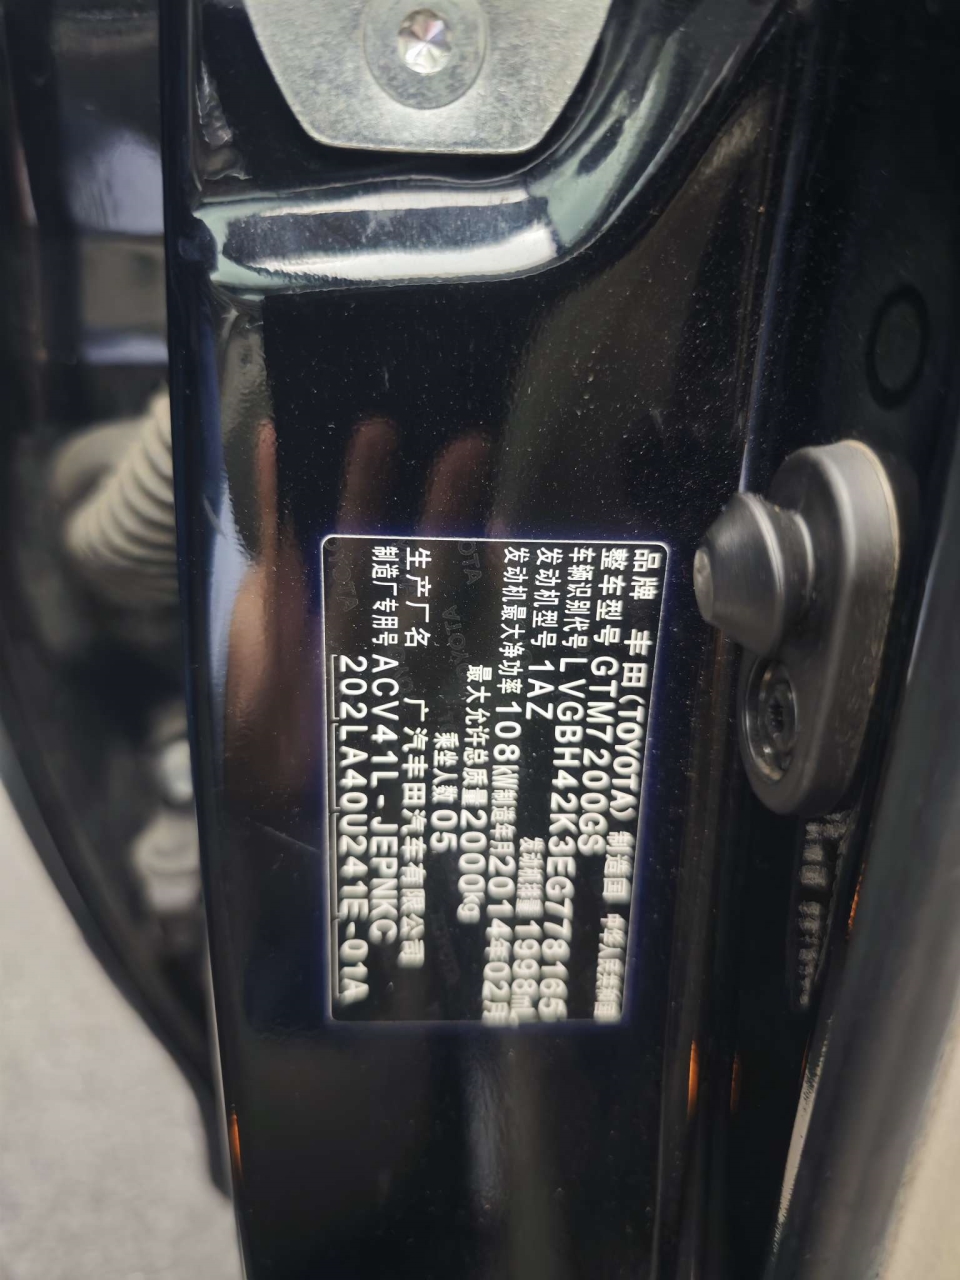 品牌 丰田(TOYOTA) 制造国 中华人民共和国
整车型号 GTM7200GS
车辆识别代号 LVGBH42K3EG778165
发动机型号 1AZ 发动机排量 1998mL
发动机最大净功率 108kW 制造年月 2014年02月
最大允许总质量 2000kg
乘坐人数 05
生产厂名 广汽丰田汽车有限公司
制造厂专用号 ACV41L-JEPNKC
202LA40U241E-01A